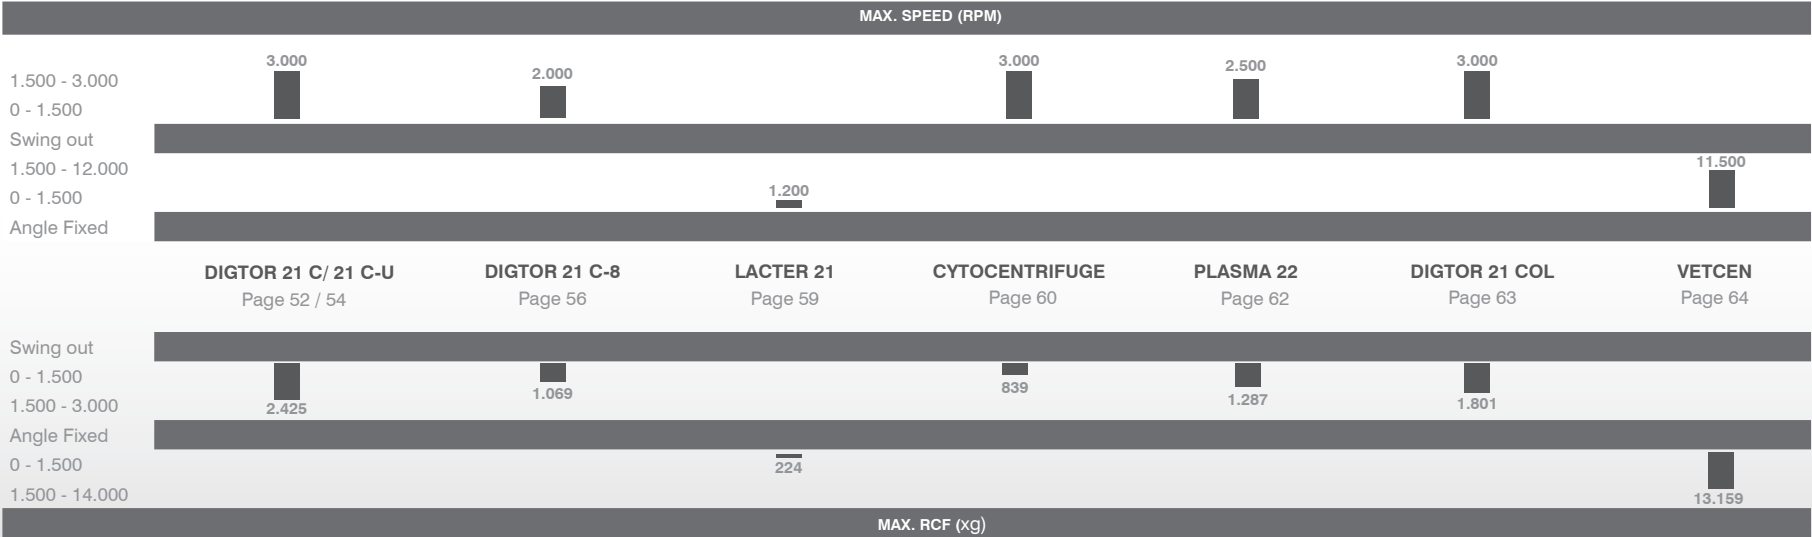 MAX. SPEED (RPM)
3.000 2.000 3.000 2.500 3.000
1.500 - 3.000
0 - 1.500
Swing out
1.500 - 12.000 11.500
0 - 1.500 1.200
Angle Fixed
DIGTOR 21 C/ 21 C-U DIGTOR 21 C-8 LACTER 21 CYTOCENTRIFUGE PLASMA 22 DIGTOR 21 COL VETCEN
Page 52 / 54 Page 56 Page 59 Page 60 Page 62 Page 63 Page 64
Swing out
0 - 1.500 1.069 839
1.500 - 3.000 2.425 1.287 1.801
Angle Fixed
0 - 1.500 224
1.500 - 14.000 13.159
MAX. RCF (xg)